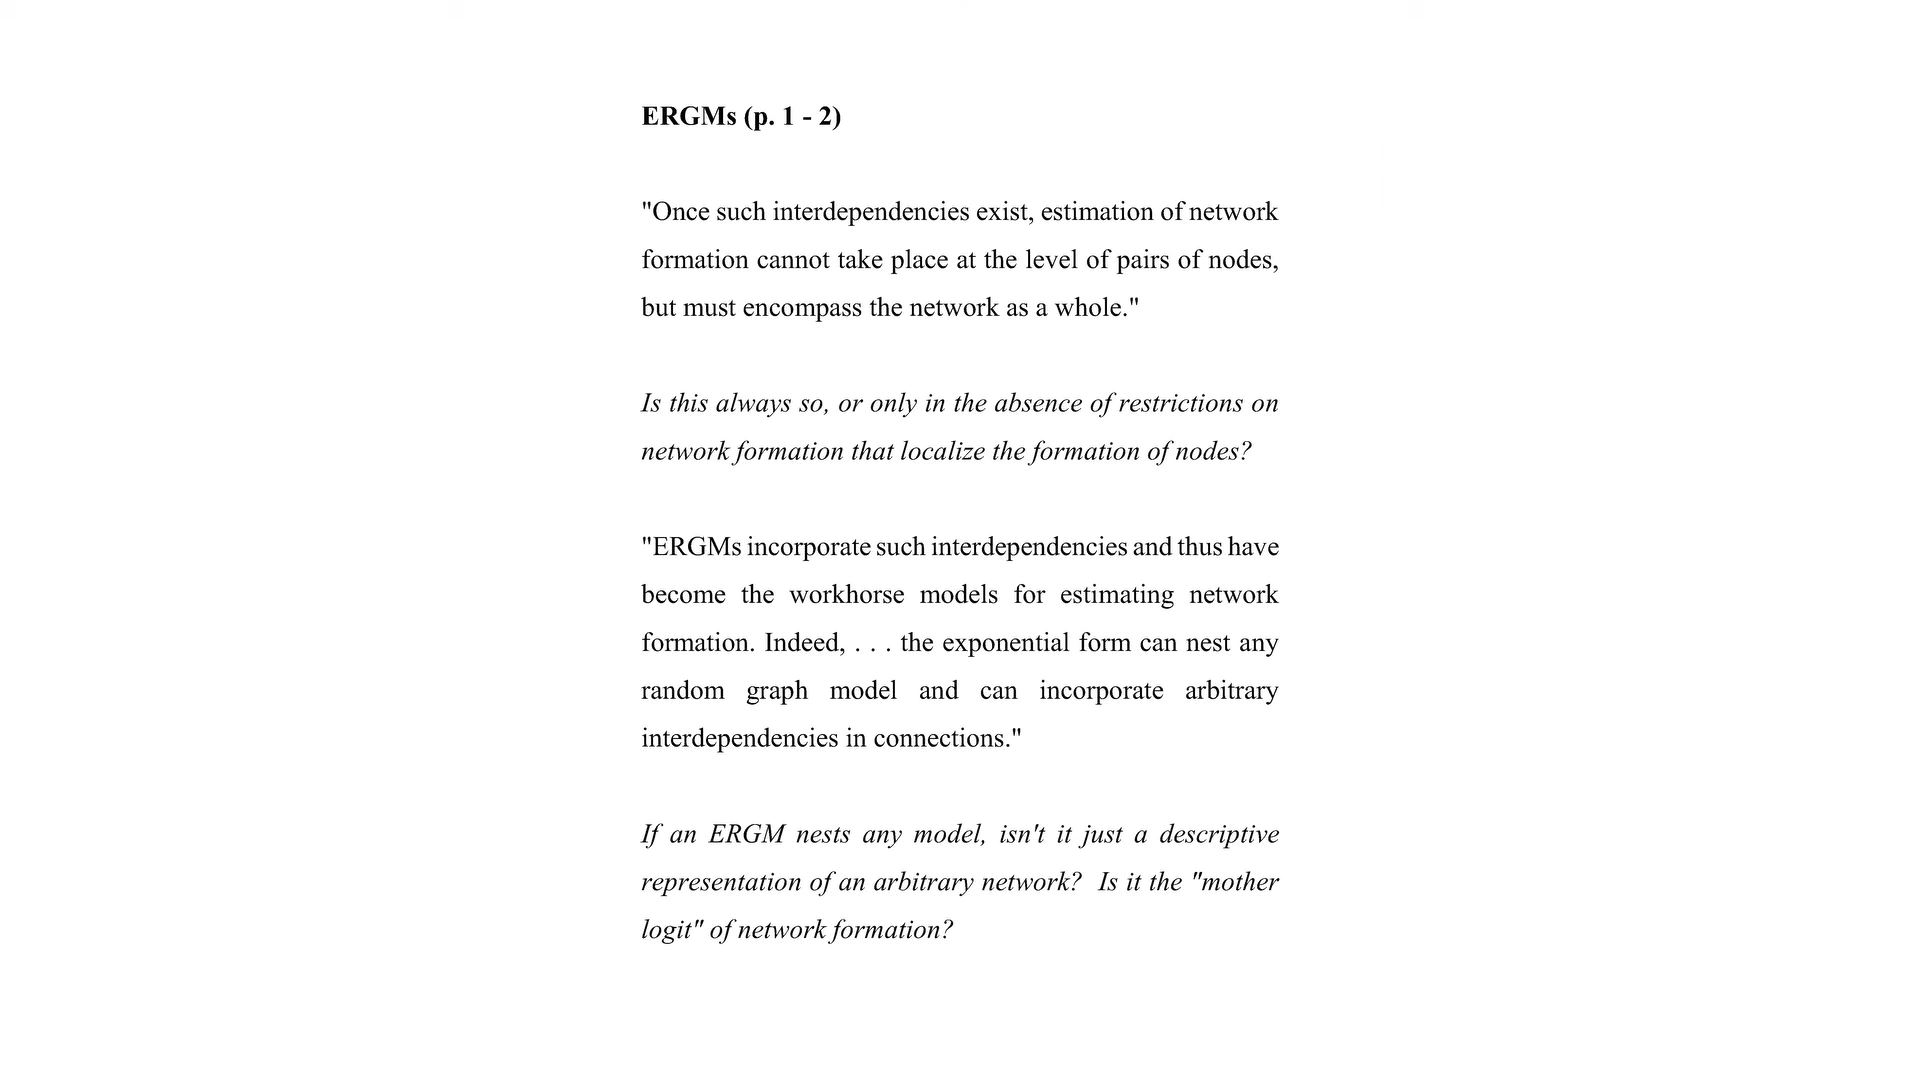 ERGMs (p. 1 - 2)
"Once such interdependencies exist, estimation of network
formation cannot take place at the level of pairs of nodes,
but must encompass the network as a whole."
Is this always so, or only in the absence of restrictions on
network formation that localize the formation of nodes?
"ERGMs incorporate such interdependencies and thus have
become the workhorse models for estimating network
formation. Indeed, . . . the exponential form can nest any
random graph model and can incorporate arbitrary
interdependencies in connections."
If an ERGM nests any model, isn't it just a descriptive
representation of an arbitrary network?  Is it the "mother
logit" of network formation?